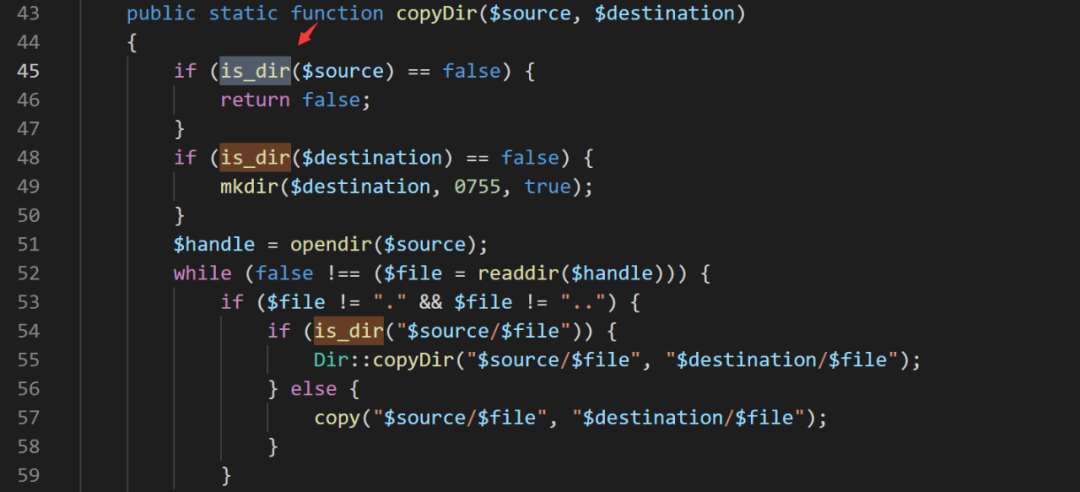 43 public static function copyDir($source, $destination)
44 {
45 if (is_dir($source) == false) {
46 return false;
47 }
48 if (is_dir($destination) == false) {
49 mkdir($destination, 0755, true);
50 }
51 $handle = opendir($source);
52 while (false !== ($file = readdir($handle))) {
53 if ($file != "." && $file != "..") {
54 if (is_dir("$source/$file")) {
55 Dir::copyDir("$source/$file", "$destination/$file");
56 } else {
57 copy("$source/$file", "$destination/$file");
58 }
59 }